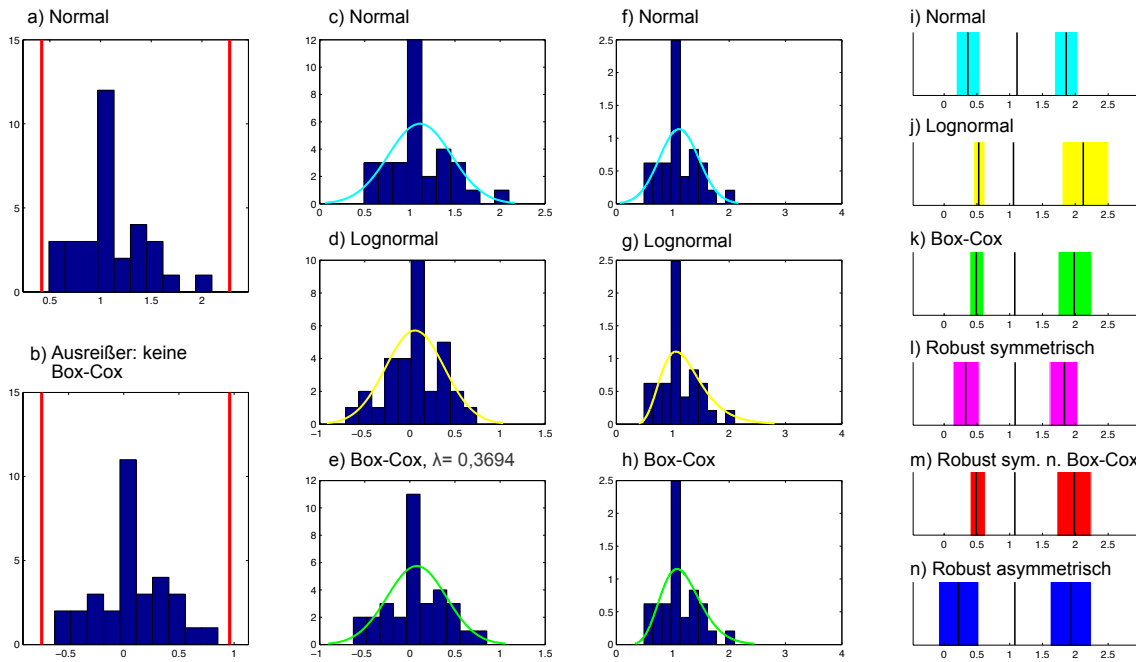 a) Normal
15
10
5
0
0.5 1 1.5 2
b) Ausreißer: keine
Box-Cox
15
10
5
0
−0.5 0 0.5 1
c) Normal
12
10
8
6
4
2
0
0 0.5 1 1.5 2 2.5
d) Lognormal
10
8
6
4
2
0
−1 −0.5 0 0.5 1 1.5
e) Box-Cox, λ= 0,3694
12
10
8
6
4
2
0
−1 −0.5 0 0.5 1 1.5
f) Normal
2.5
2
1.5
1
0.5
0
0 1 2 3 4
g) Lognormal
2.5
2
1.5
1
0.5
0
0 1 2 3 4
h) Box-Cox
2.5
2
1.5
1
0.5
0
0 1 2 3 4
i) Normal
0 0.5 1 1.5 2 2.5
j) Lognormal
0 0.5 1 1.5 2 2.5
k) Box-Cox
0 0.5 1 1.5 2 2.5
l) Robust symmetrisch
0 0.5 1 1.5 2 2.5
m) Robust sym. n. Box-Cox
0 0.5 1 1.5 2 2.5
n) Robust asymmetrisch
0 0.5 1 1.5 2 2.5